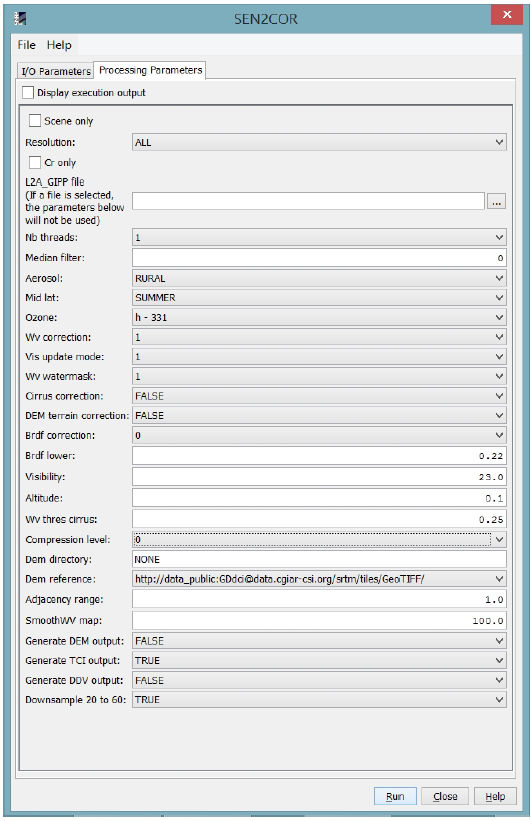 SEN2COR
File Help
I/O Parameters Processing Parameters
Display execution output
Scene only
Resolution: ALL
Cr only
L2A_GIPP file
(If a file is selected,
the parameters below
will not be used)
...
Nb threads: 1
Median filter: 0
Aerosol: RURAL
Mid lat: SUMMER
Ozone: h - 331
Wv correction: 1
Vis update mode: 1
Wv watermask: 1
Cirrus correction: FALSE
DEM terrain correction: FALSE
Brdf correction: 0
Brdf lower: 0.22
Visibility: 23.0
Altitude: 0.1
Wv thres cirrus: 0.25
Compression level: 0
Dem directory: NONE
Dem reference: http://data_public:GDdci@data.cgiar-csi.org/srtm/tiles/GeoTIFF/
Adjacency range: 1.0
SmoothWV map: 100.0
Generate DEM output: FALSE
Generate TCI output: TRUE
Generate DDV output: FALSE
Downsample 20 to 60: TRUE
Run Close Help